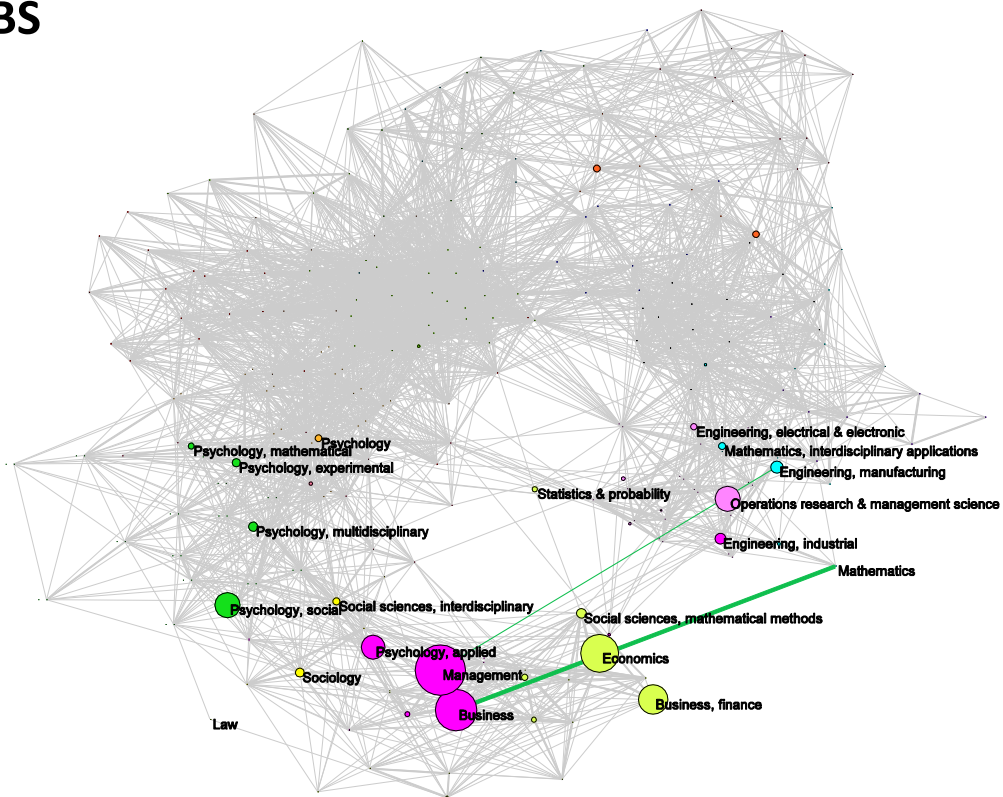 BS
Engineering, electrical & electronic
Psychology
Psychology, mathematical
Mathematics, interdisciplinary applications
Psychology, experimental
Engineering, manufacturing
Statistics & probability
Operations research & management science
Psychology, multidisciplinary
Engineering, industrial
Mathematics
Psychology, social
Social sciences, interdisciplinary
Social sciences, mathematical methods
Psychology, applied
Economics
Management
Sociology
Business, finance
Business
Law